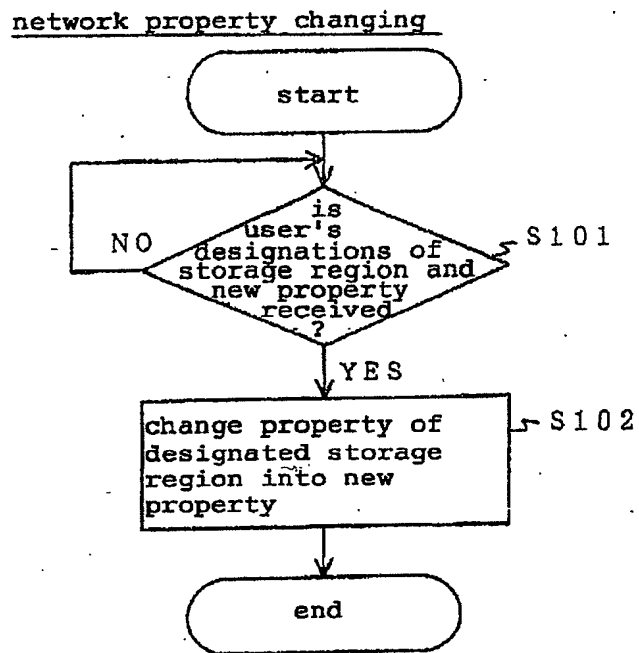 network property changing
start
is
user's
designations of
storage region and
new property
received
?
NO
S101
YES
change property of
designated storage
region into new
property
S102
end